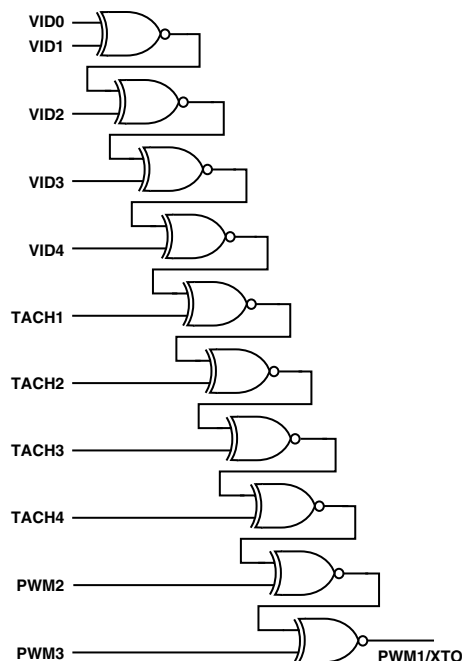 VID0
VID1
VID2
VID3
VID4
TACH1
TACH2
TACH3
TACH4
PWM2
PWM3
PWM1/XTO